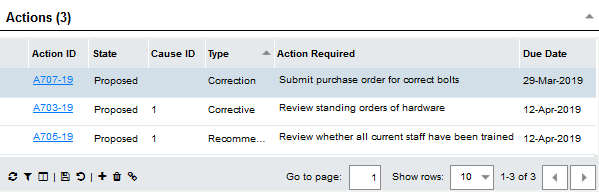 Actions (3)
Action ID State Cause ID Type Action Required Due Date
A707-19 Proposed Correction Submit purchase order for correct bolts 29-Mar-2019
A703-19 Proposed 1 Corrective Review standing orders of hardware 12-Apr-2019
A705-19 Proposed 1 Recomme... Review whether all current staff have been trained 12-Apr-2019
Go to page: 1 Show rows: 10 1-3 of 3